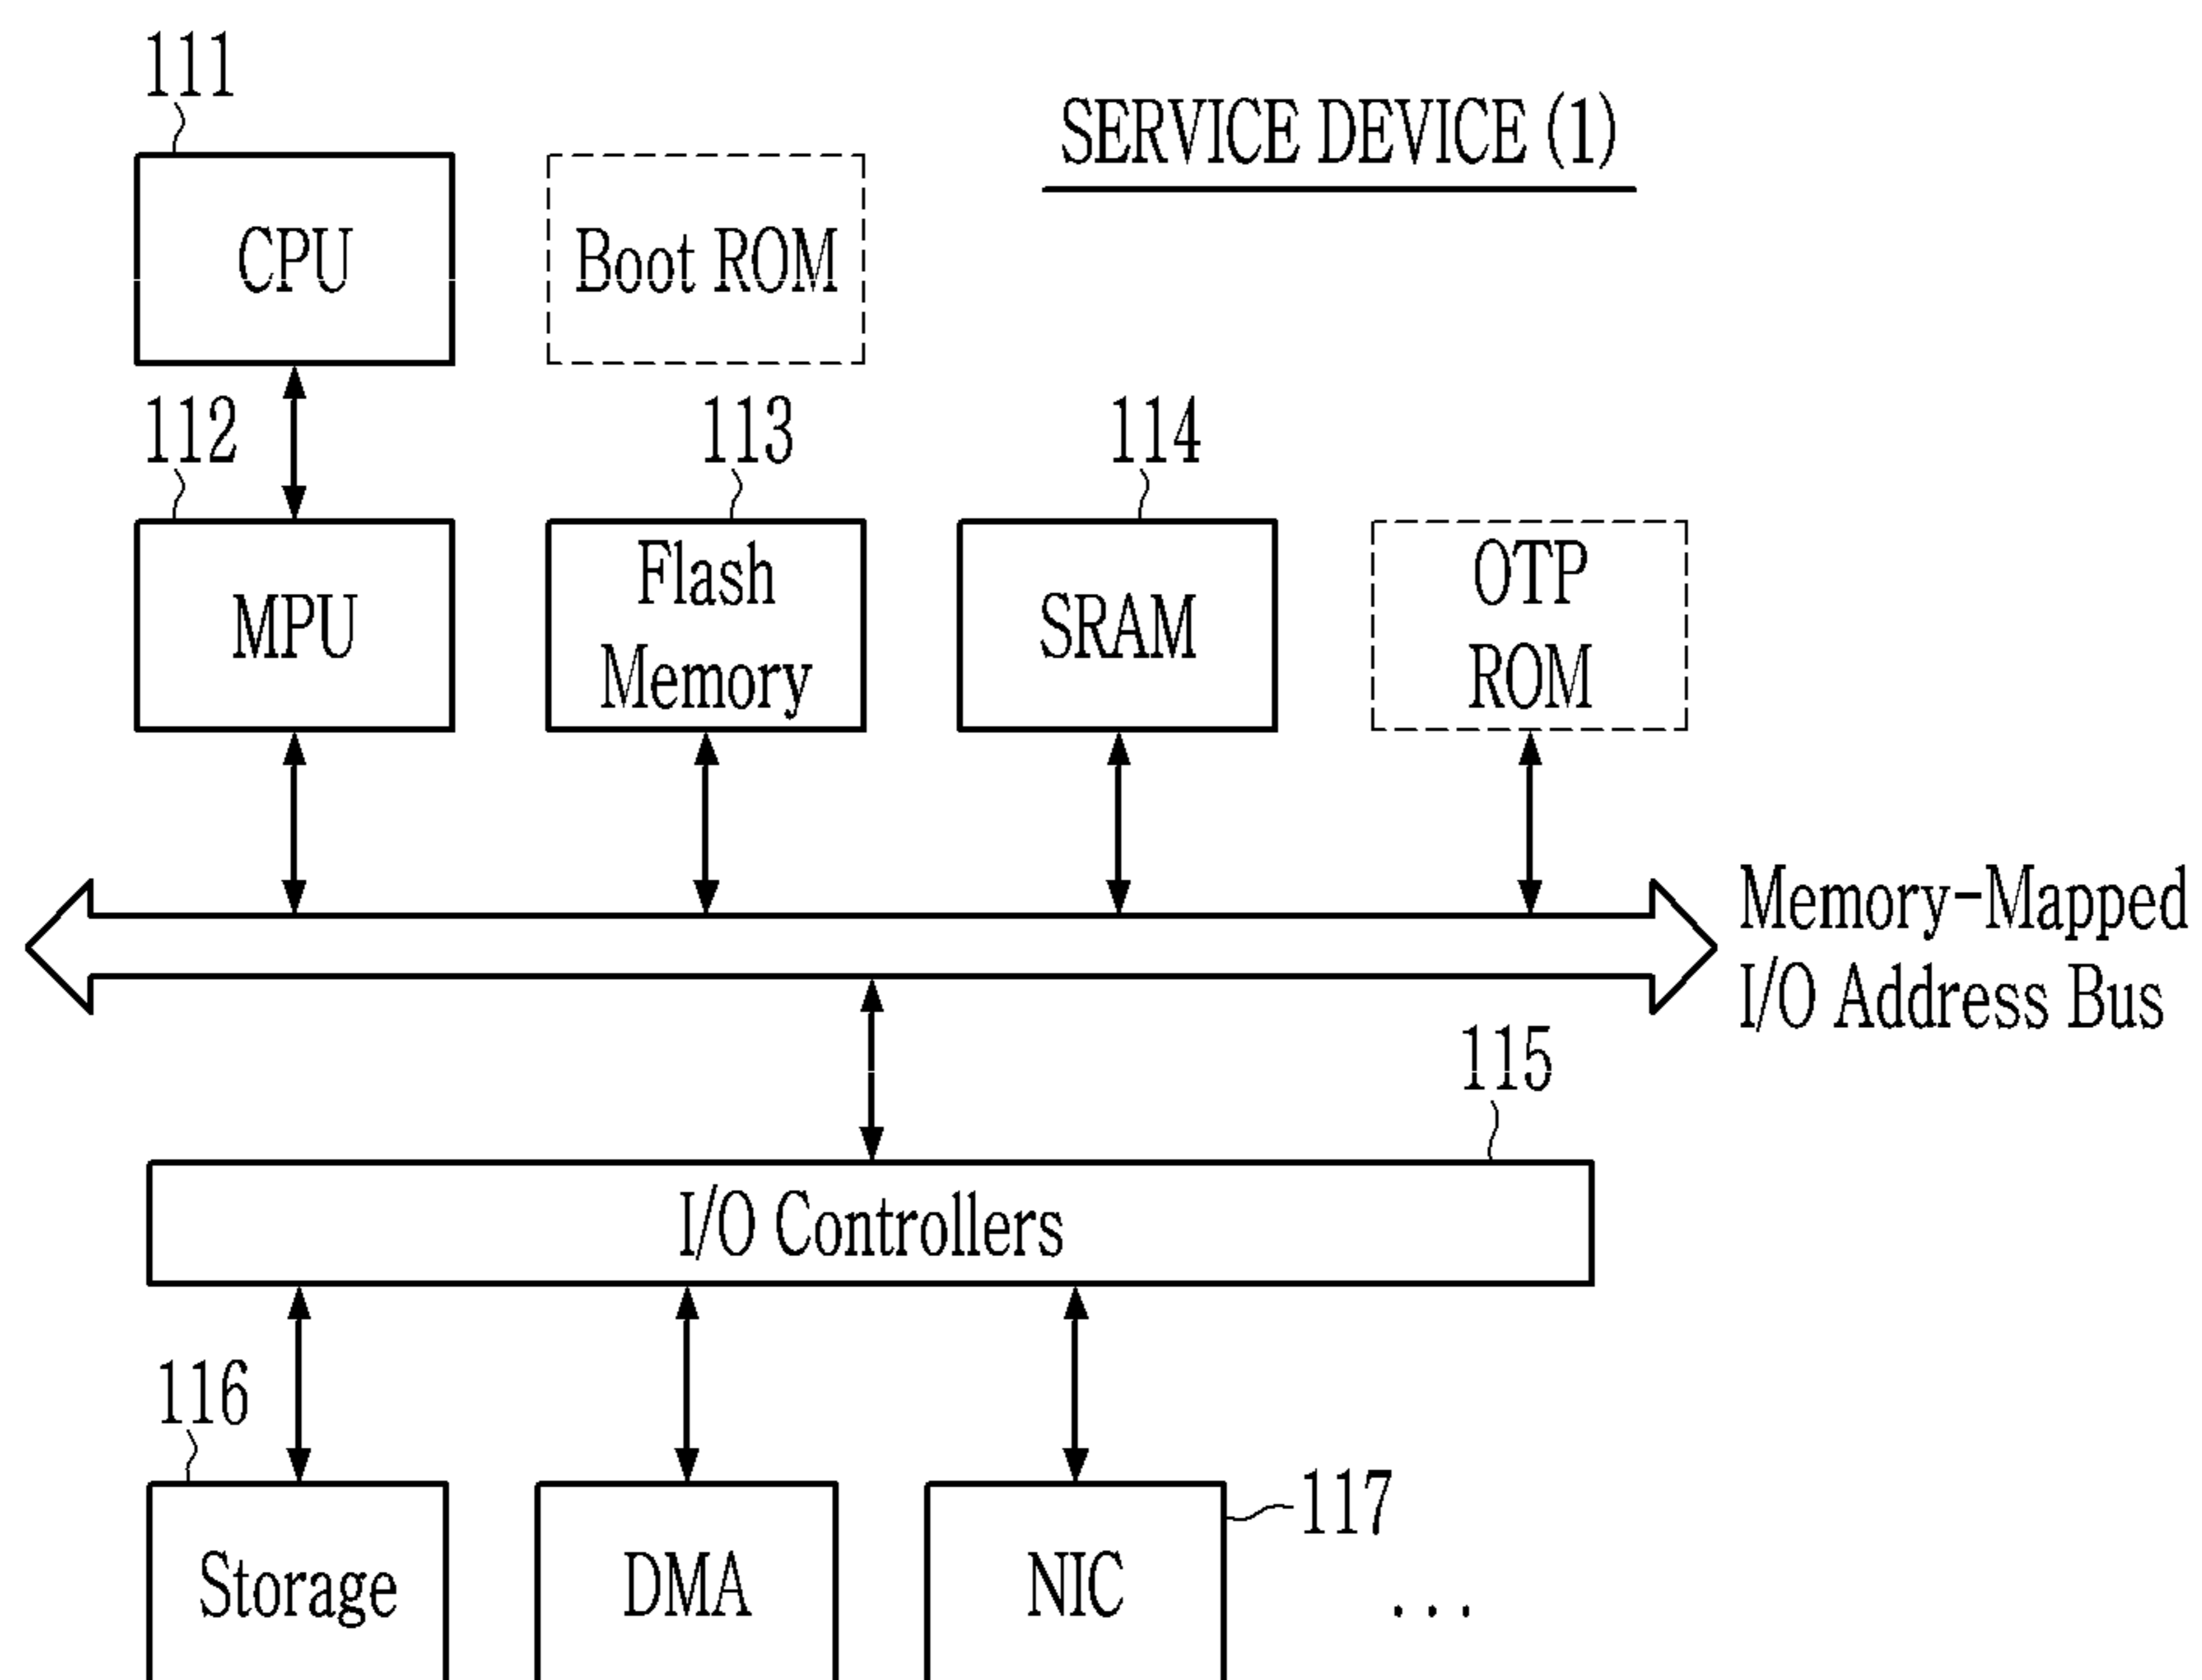 111
SERVICE DEVICE (1)
CPU
Boot ROM
112
113
114
MPU
Flash
Memory
SRAM
OTP
ROM
Memory-Mapped
I/O Address Bus
115
I/O Controllers
116
117
Storage
DMA
NIC
...